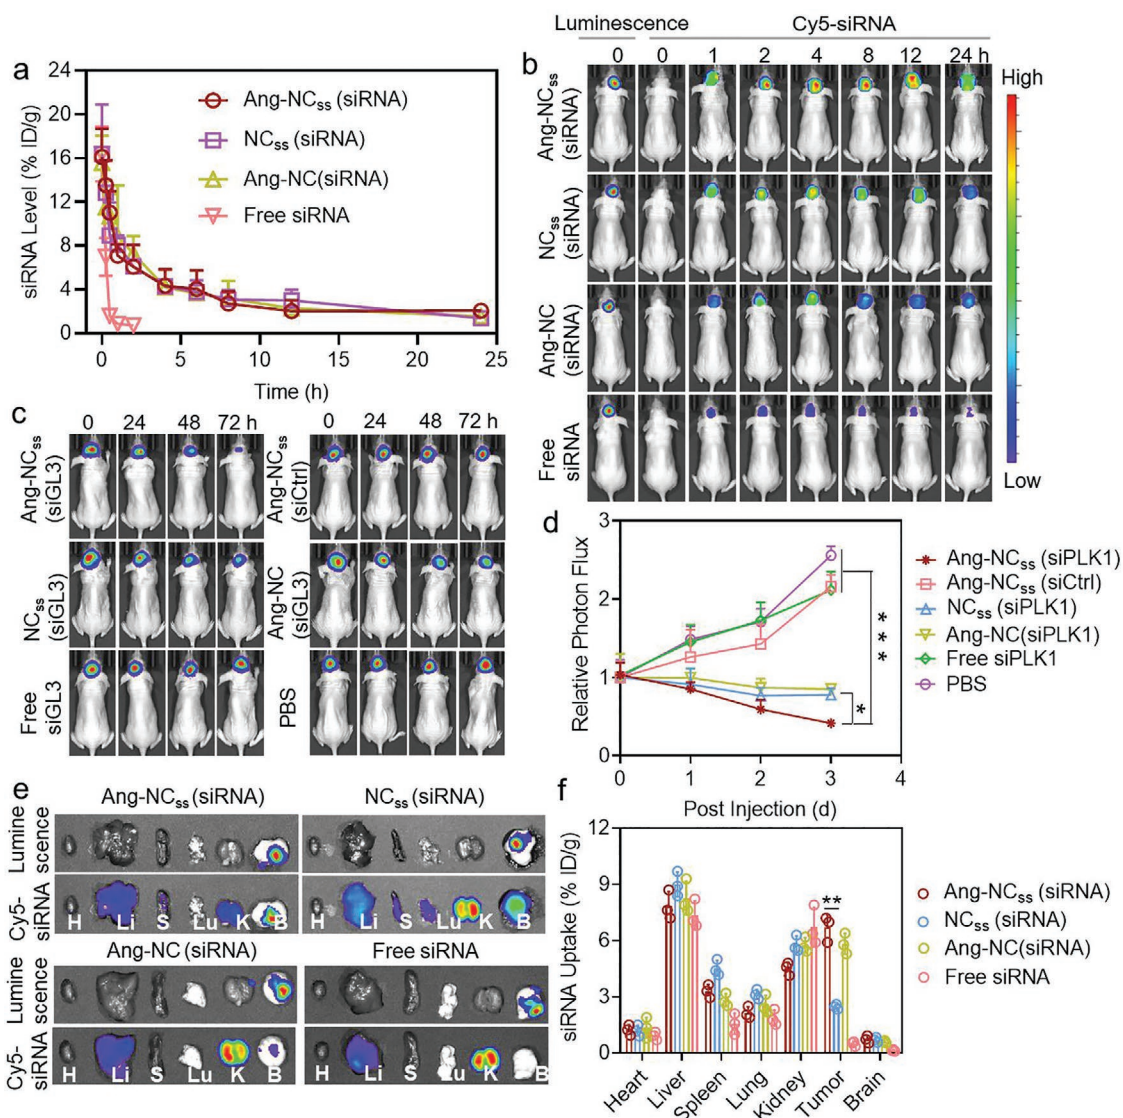 Luminescence Cy5-siRNA
0 0 1 2 4 8 12 24 h
a
24
20
16
12
8
4
0
siRNA Level (% ID/g)
Ang-NCss (siRNA)
NCss (siRNA)
Ang-NC(siRNA)
Free siRNA
0 5 10 15 20 25
Time (h)
b
Ang-NCss (siRNA)
NCss (siRNA)
Ang-NC (siRNA)
Free siRNA
High
Low
c
0 24 48 72 h
0 24 48 72 h
Ang-NCss (siGL3)
Ang-NCss (siCtrl)
NCss (siGL3)
Ang-NC (siGL3)
Free siGL3
PBS
d
3
2
1
0
Relative Photon Flux
0 1 2 3 4
Post Injection (d)
***
*
Ang-NCss (siPLK1)
Ang-NCss (siCtrl)
NCss (siPLK1)
Ang-NC(siPLK1)
Free siPLK1
PBS
e
Ang-NCss (siRNA) NCss (siRNA)
Lumine scence
Cy5- siRNA
H Li S Lu K B H Li S Lu K B
Ang-NC (siRNA) Free siRNA
Lumine scence
Cy5- siRNA
H Li S Lu K B H Li S Lu K B
f
12
9
6
3
0
siRNA Uptake (% ID/g)
**
Ang-NCss (siRNA)
NCss (siRNA)
Ang-NC(siRNA)
Free siRNA
Heart Liver Spleen Lung Kidney Tumor Brain